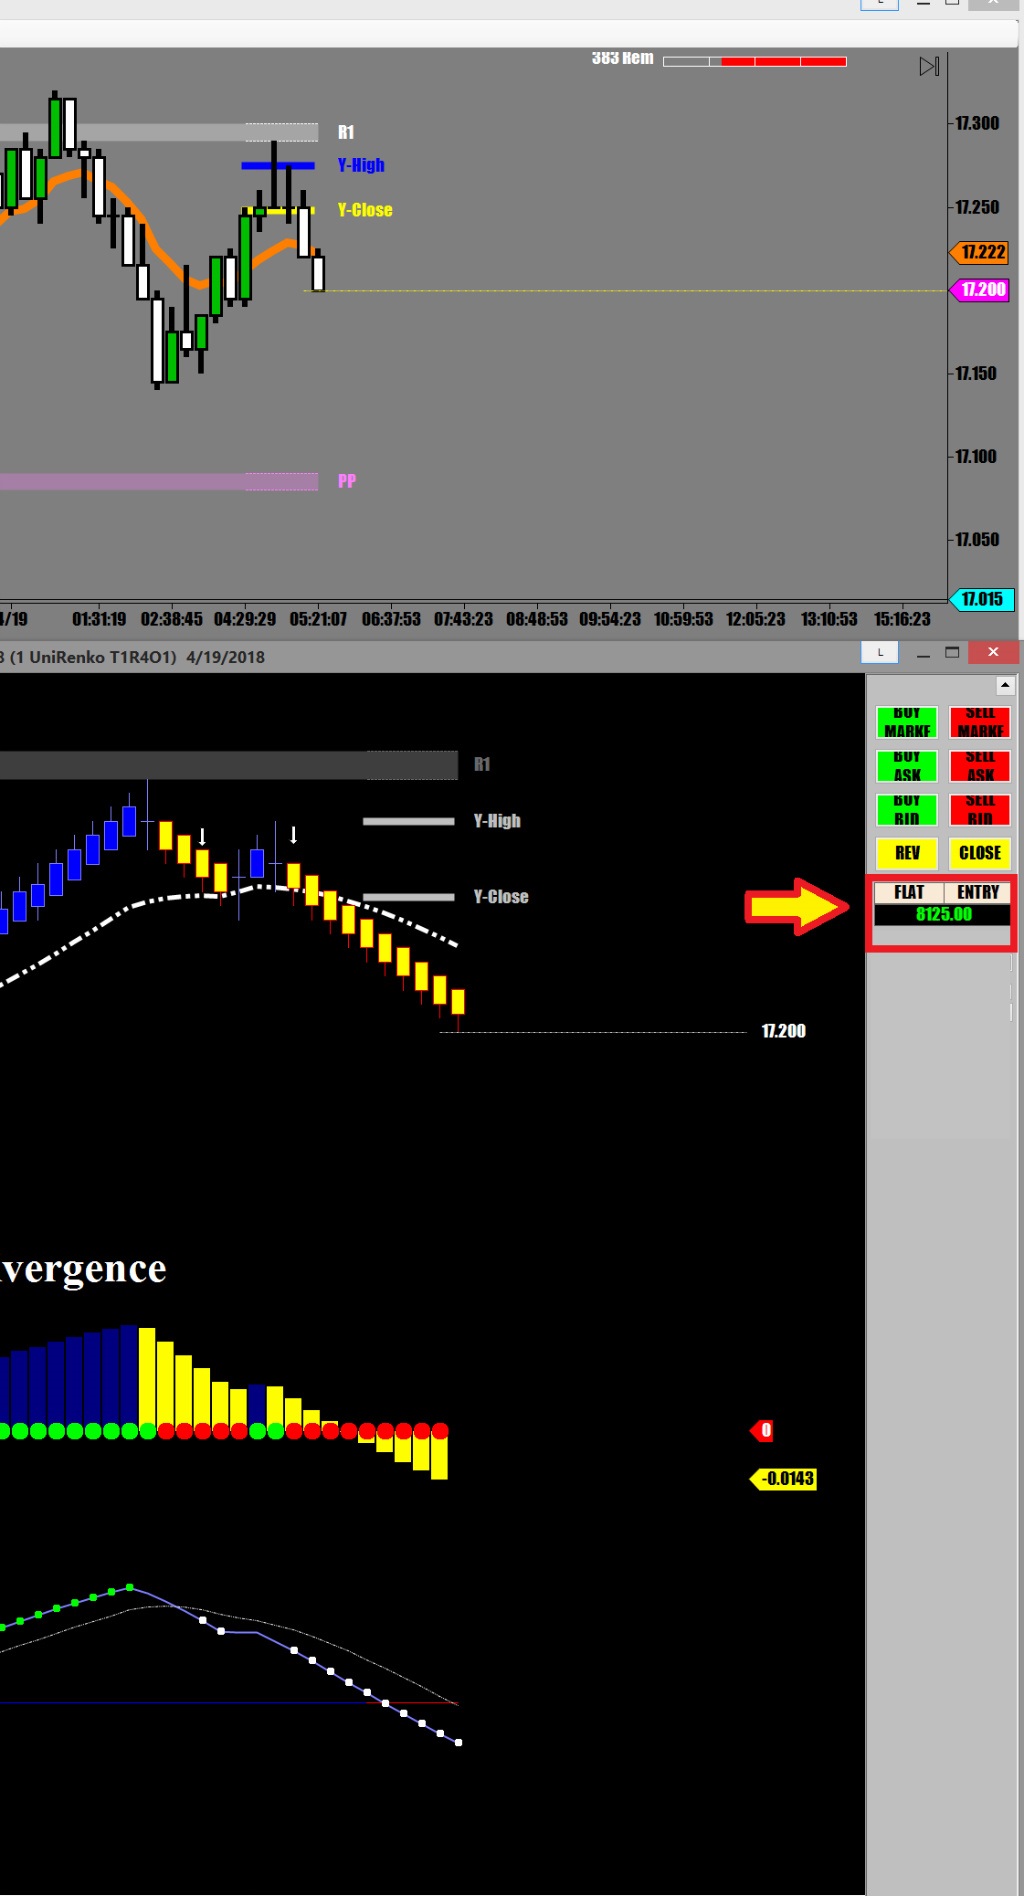 L
383 Rem
17.300
R1
Y-High
17.250
Y-Close
17.222
17.200
17.150
17.100
PP
17.050
17.015
4/19 01:31:19 02:38:45 04:29:29 05:21:07 06:37:53 07:43:23 08:48:53 09:54:23 10:59:53 12:05:23 13:10:53 15:16:23
8 (1 UniRenko T1R4O1) 4/19/2018
L
BUY MARKE
SELL MARKE
BUY ASK
SELL ASK
BUY BID
SELL BID
REV
CLOSE
FLAT
ENTRY
8125.00
R1
Y-High
Y-Close
17.200
vergence
0
-0.0143